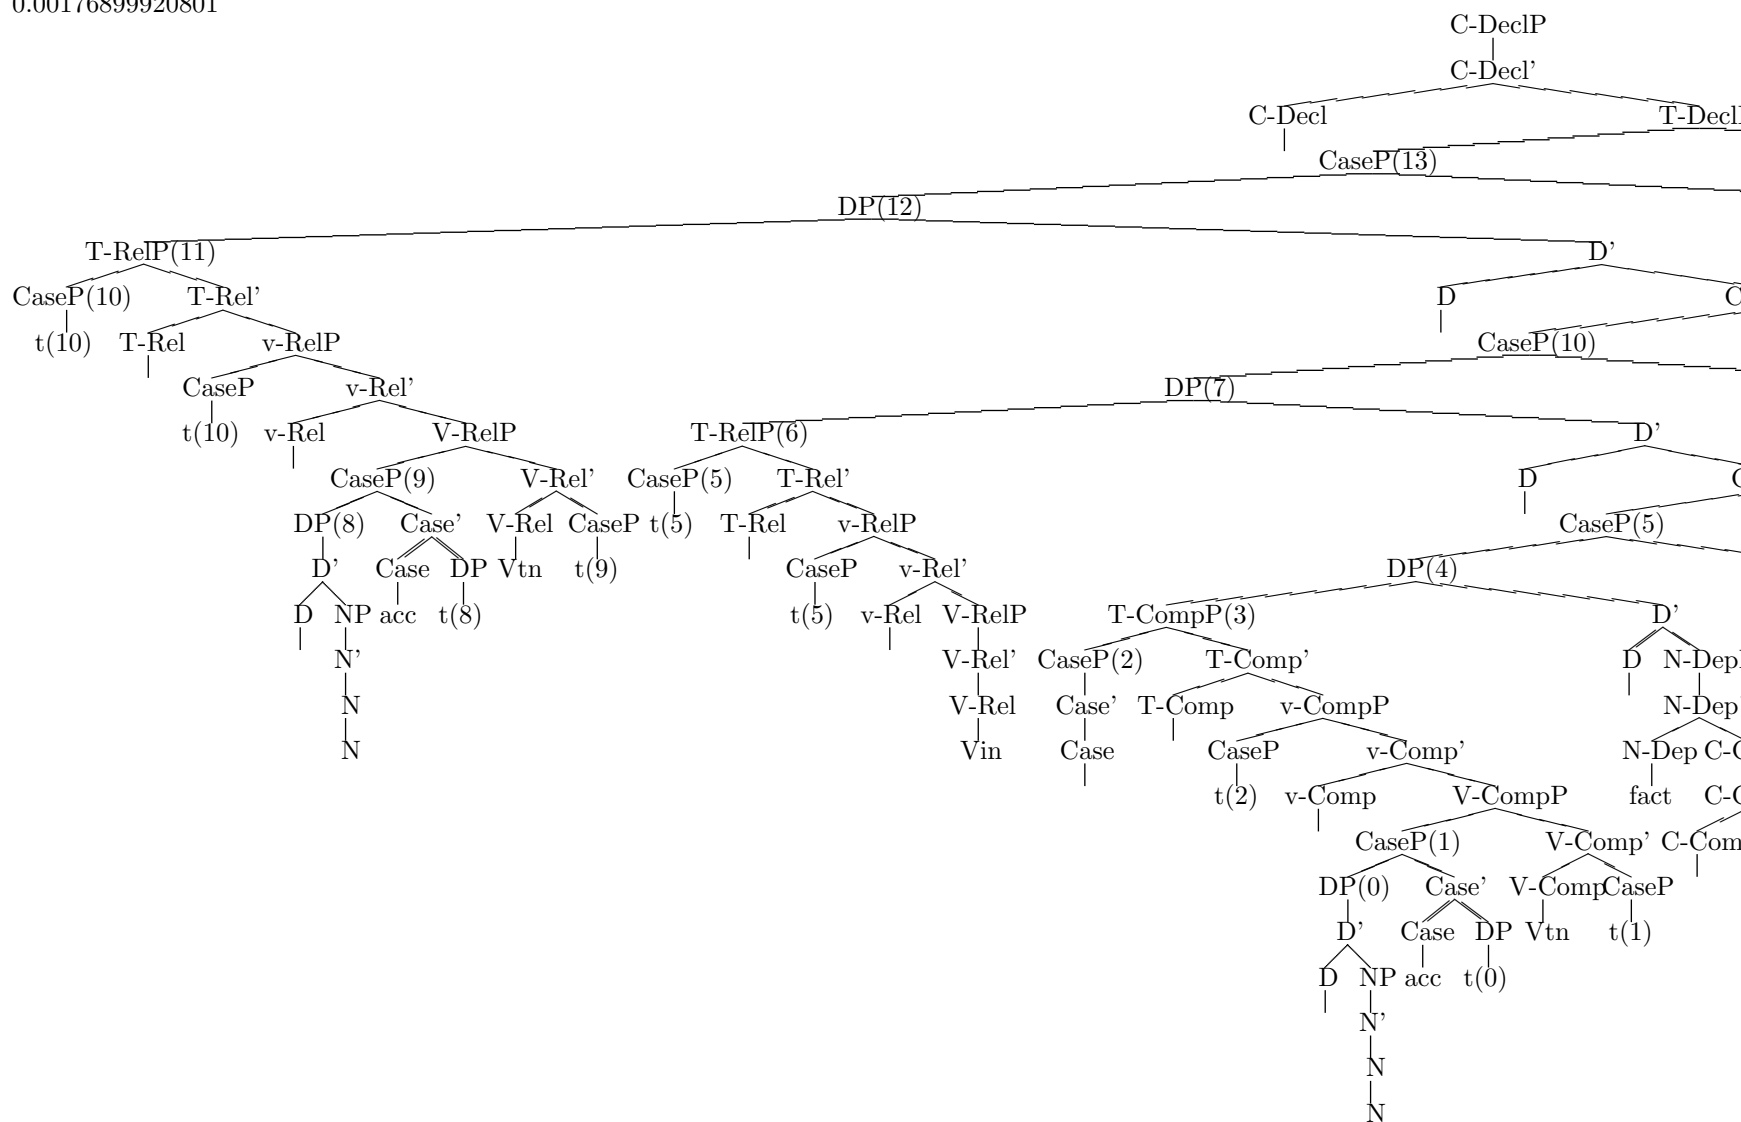 0.00176899920801
C-DeclP
C-Decl’
C-Decl T-Decl
CaseP(13)
DP(12)
T-RelP(11) D’
CaseP(10) T-Rel’ D C
t(10) T-Rel v-RelP CaseP(10)
CaseP v-Rel’ DP(7)
t(10) v-Rel V-RelP T-RelP(6) D’
CaseP(9) V-Rel’ CaseP(5) T-Rel’ D C
DP(8) Case’ V-Rel CaseP t(5) T-Rel v-RelP CaseP(5)
D’ Case DP Vtn t(9) CaseP v-Rel’ DP(4)
D NP acc t(8) t(5) v-Rel V-RelP T-CompP(3) D’
N’ V-Rel’ CaseP(2) T-Comp’ D N-Dep
N V-Rel Case’ T-Comp v-CompP N-Dep
N Vin Case CaseP v-Comp’ N-Dep C-C
t(2) v-Comp V-CompP fact C-C
CaseP(1) V-Comp’ C-Com
DP(0) Case’ V-Comp CaseP
D’ Case DP Vtn t(1)
D NP acc t(0)
N’
N
N